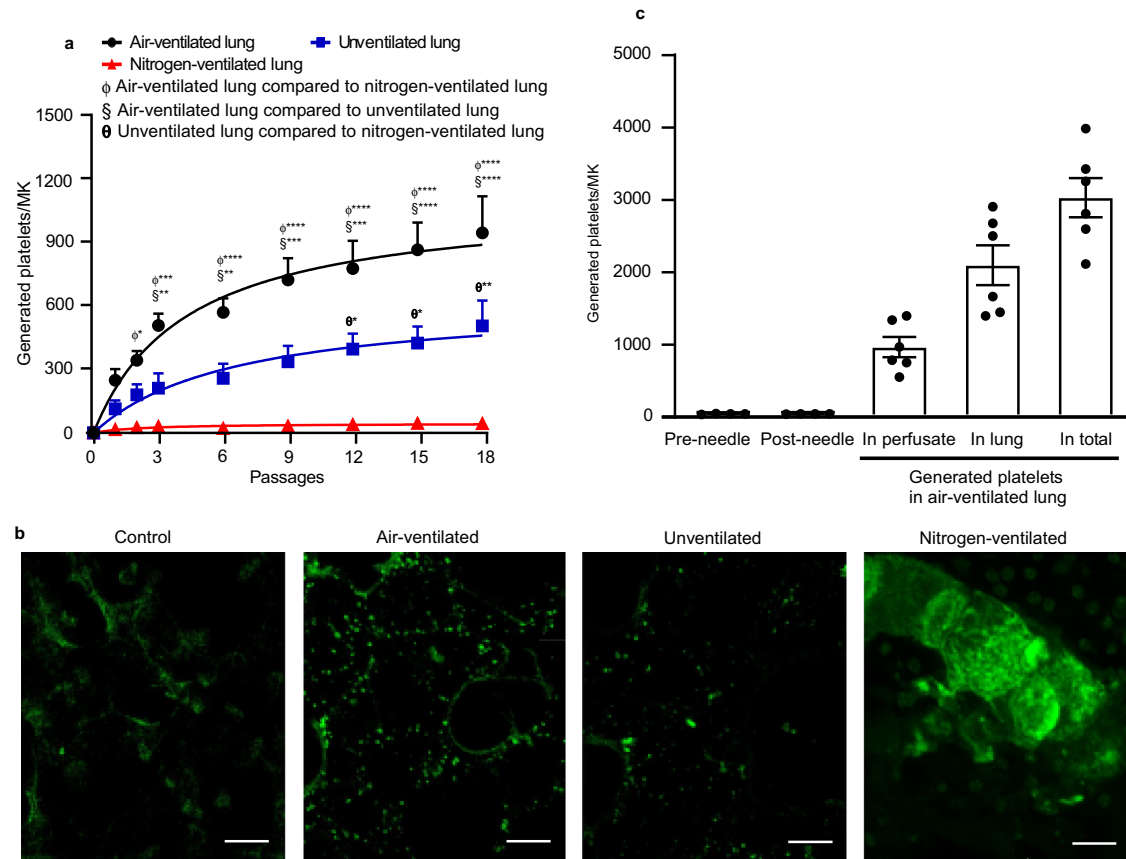 a
Air-ventilated lung
Unventilated lung
Nitrogen-ventilated lung
ϕ Air-ventilated lung compared to nitrogen-ventilated lung
§ Air-ventilated lung compared to unventilated lung
θ Unventilated lung compared to nitrogen-ventilated lung
Generated platelets/MK
1500
1200
900
600
300
0
ϕ*
ϕ***
§**
ϕ****
§**
ϕ****
§***
ϕ****
§***
ϕ****
§****
ϕ****
§****
θ*
θ*
θ**
0 3 6 9 12 15 18
Passages
c
Generated platelets/MK
5000
4000
3000
2000
1000
0
Pre-needle Post-needle In perfusate In lung In total
Generated platelets
in air-ventilated lung
b
Control Air-ventilated Unventilated Nitrogen-ventilated